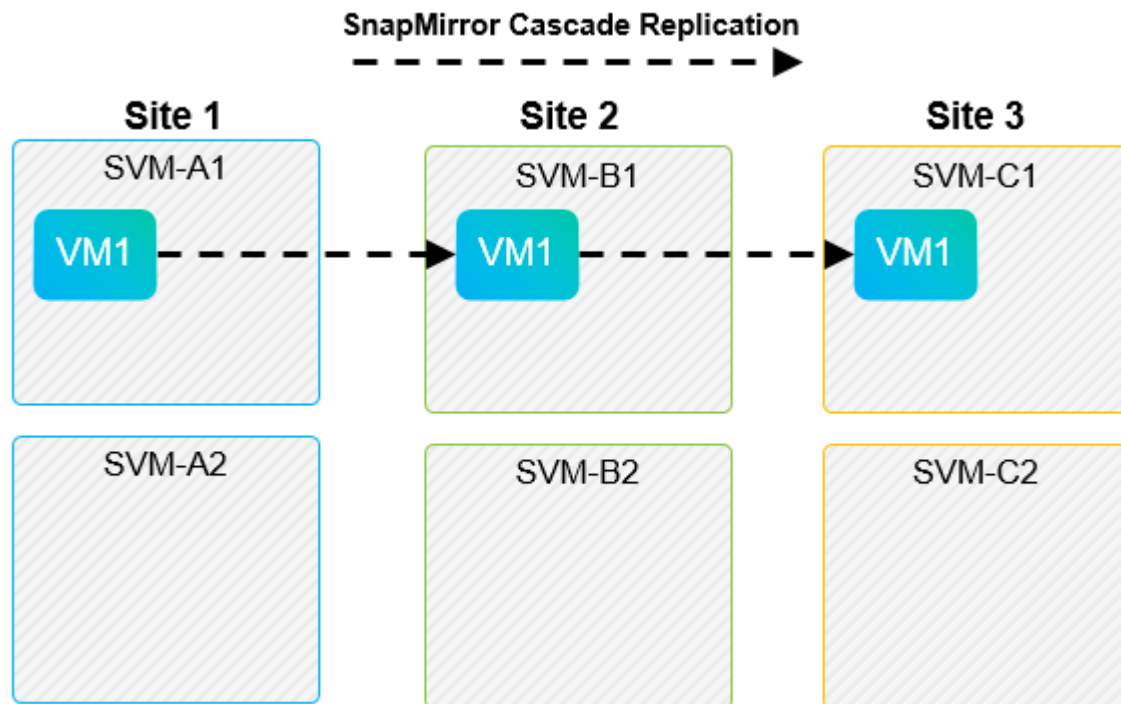 SnapMirror Cascade Replication
Site 1
Site 2
Site 3
SVM-A1
SVM-B1
SVM-C1
VM1
VM1
VM1
SVM-A2
SVM-B2
SVM-C2